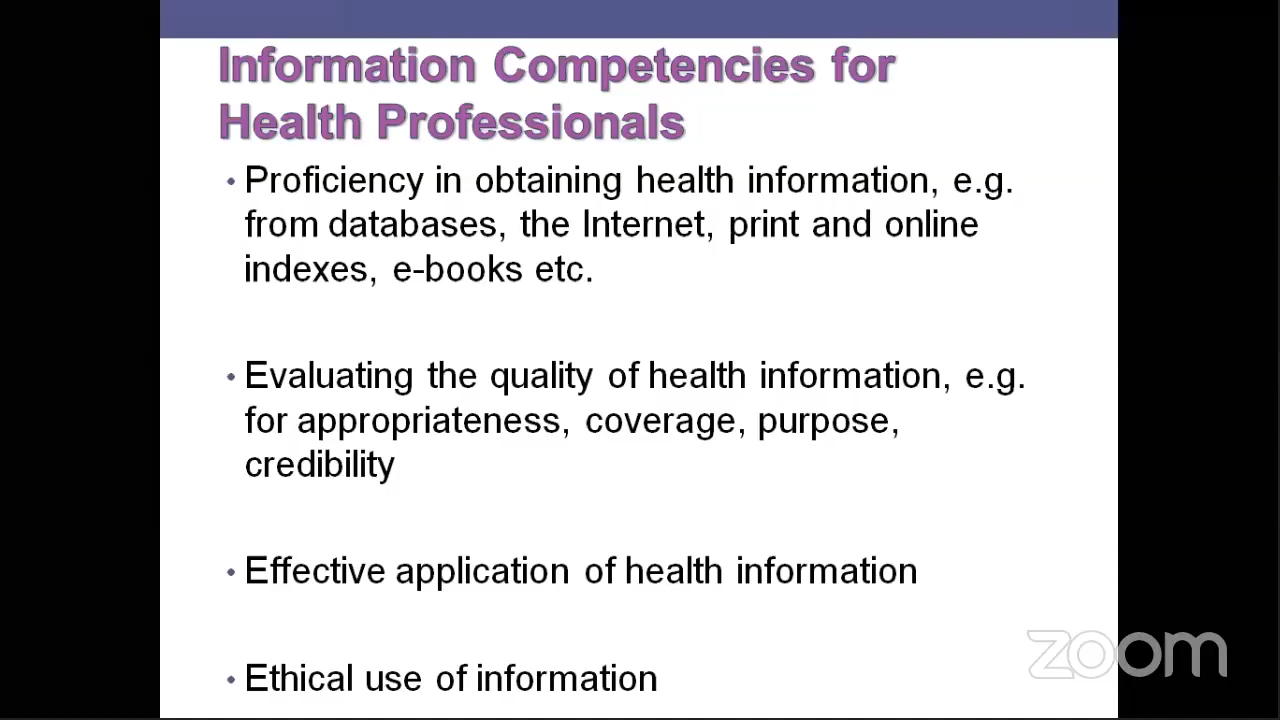 Information Competencies for
Health Professionals
• Proficiency in obtaining health information, e.g.
from databases, the Internet, print and online
indexes, e-books etc.
• Evaluating the quality of health information, e.g.
for appropriateness, coverage, purpose,
credibility
• Effective application of health information
• Ethical use of information
zoom